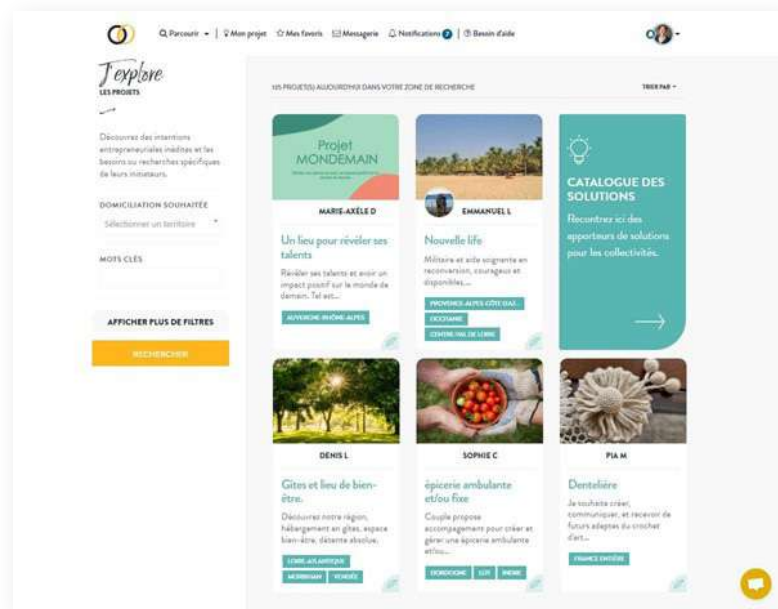 Parcourir
Mon projet
Mes favoris
Messagerie
Notifications
Besoin d'aide
J'explore
LES PROJETS
Découvrez des intentions
entrepreneuriales inédites et les
besoins ou recherches spécifiques
de leurs initiateurs.
DOMICILIATION SOUHAITÉE
Sélectionner un territoire
MOTS CLÉS
AFFICHER PLUS DE FILTRES
RECHERCHER
PROJET(S) AUJOURD'HUI DANS VOTRE ZONE DE RECHERCHE
TRIER PAR
Projet
MONDEMAIN
MARIE-AXÈLE D
Un lieu pour révéler ses
talents
Révéler ses talents et avoir un
impact positif sur le monde de
demain. Tel est...
AUVERGNE-RHÔNE-ALPES
EMMANUEL L
Nouvelle life
Militaire et aide soignante en
reconversion, courageux et
disponibles,...
PROVENCE-ALPES-CÔTE D'AZ...
OCCITANIE
CENTRE-VAL DE LOIRE
CATALOGUE DES
SOLUTIONS
Recontrez ici des
apporteurs de solutions
pour les collectivités.
DENIS L
Gîtes et lieu de bien-
être.
Découvrez notre région,
hébergement en gîtes, espace
bien-être, détente absolue.
LOIRE-ATLANTIQUE
MORBIHAN
VENDÉE
SOPHIE C
épicerie ambulante
et/ou fixe
Couple propose
accompagnement pour créer et
gérer une épicerie ambulante
et/ou...
DORDOGNE
LOT
INDRE
PIA M
Dentelière
Je souhaite créer,
communiquer, et recevoir de
futurs adeptes du crochet
d'art...
FRANCE ENTIÈRE